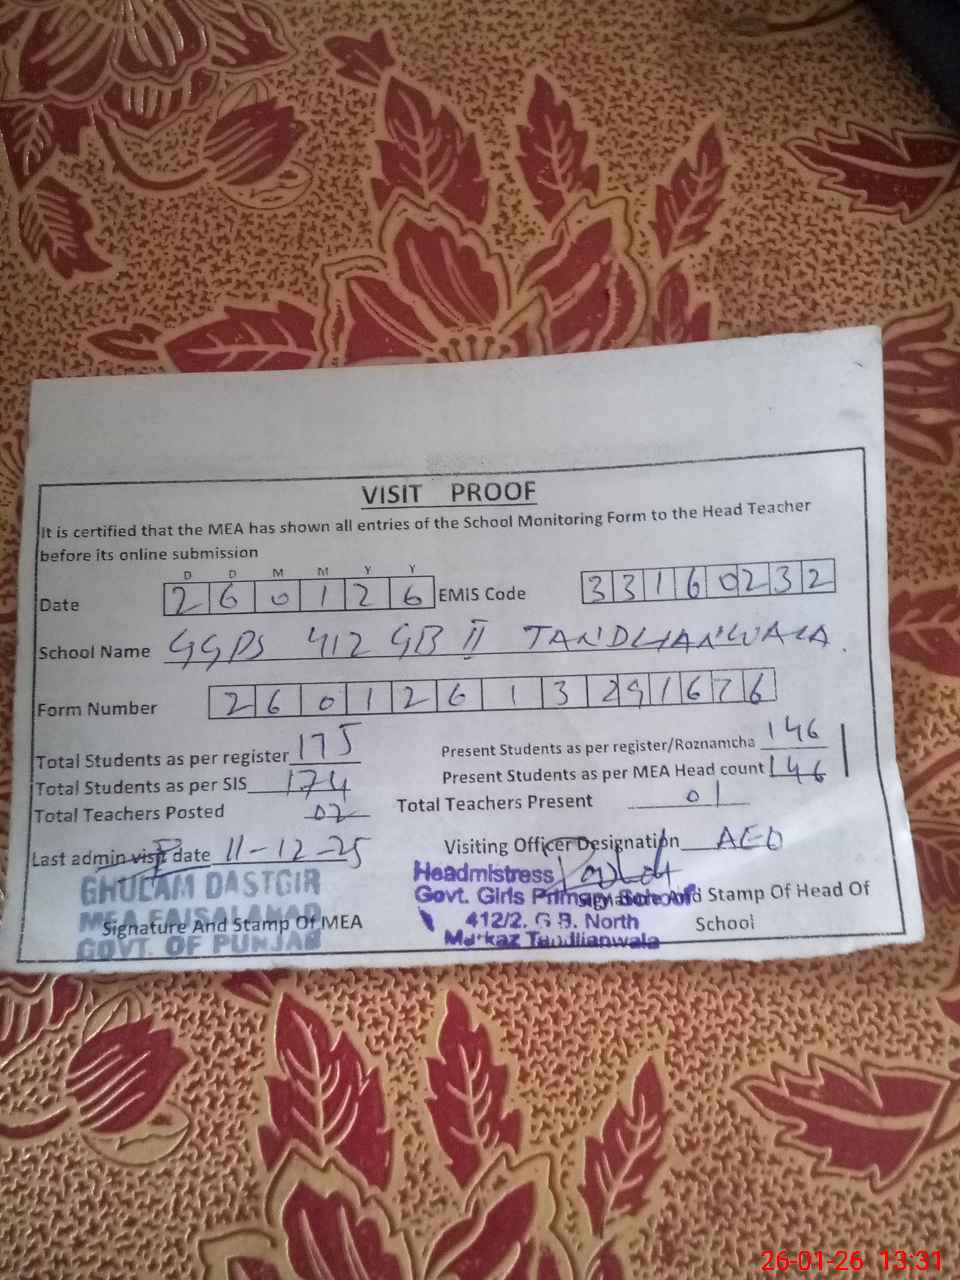 VISIT PROOF
It is certified that the MEA has shown all entries of the School Monitoring Form to the Head Teacher
before its online submission
D D M M Y Y
Date 2 6 0 1 2 6 EMIS Code 3 3 1 6 0 2 3 2
School Name GGPS 412 GB II TANDLIANWALA.
Form Number 2 6 0 1 2 6 1 3 2 9 1 6 7 6
Total Students as per register 175 Present Students as per register/Roznamcha 146
Total Students as per SIS 174 Present Students as per MEA Head count 146
Total Teachers Posted 02 Total Teachers Present 01
Last admin visit date 11-12-25 Visiting Officer Designation AEO
GHULAM DASTGIR
MEA FAISALABAD
GOVT. OF PUNJAB
Signature And Stamp Of MEA
Headmistress
Govt. Girls Primary School
412/2. G.B. North
Markaz Tandlianwala
Signature And Stamp Of Head Of
School
26-01-26 13:31